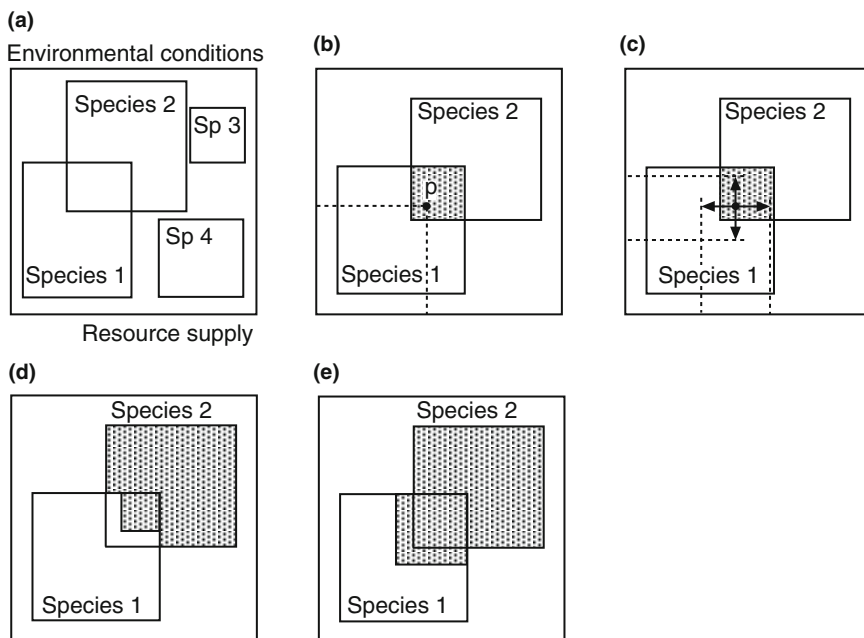 (a)
Environmental conditions
Species 2
Sp 3
Sp 4
Species 1
Resource supply
(b)
Species 2
p
Species 1
(c)
Species 2
Species 1
(d)
Species 2
Species 1
(e)
Species 2
Species 1